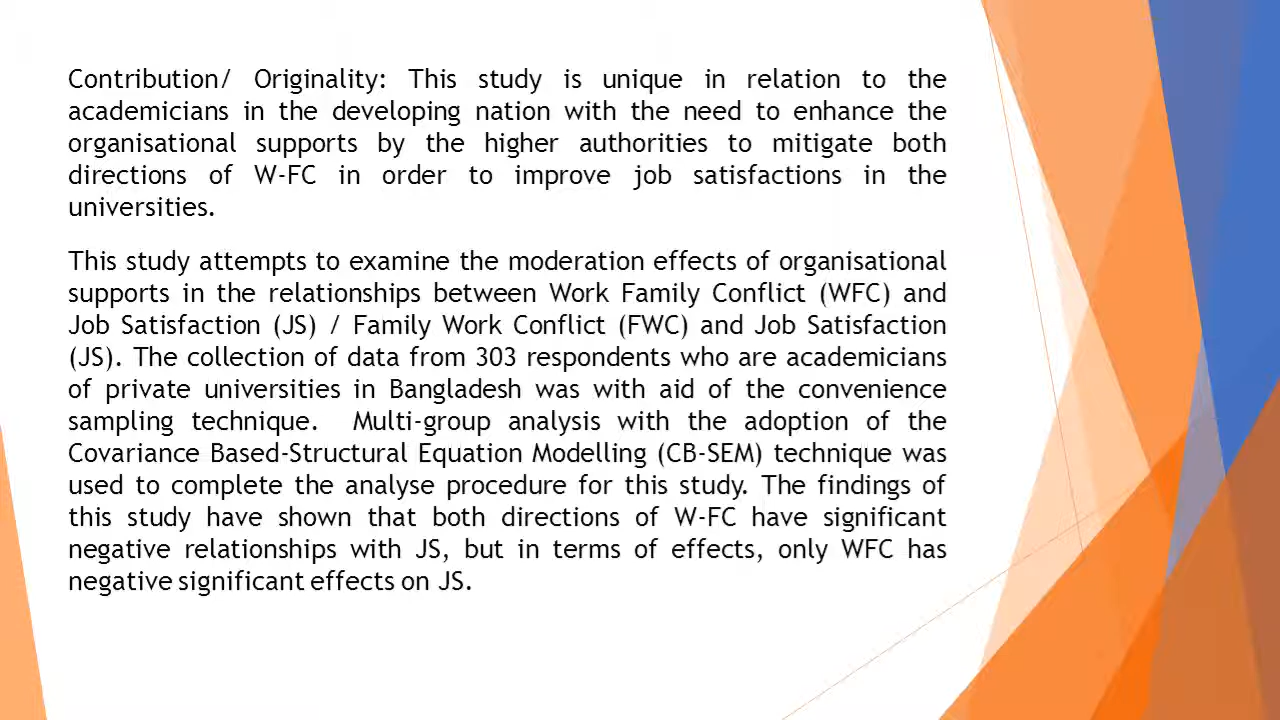 Contribution/ Originality: This study is unique in relation to the
academicians in the developing nation with the need to enhance the
organisational supports by the higher authorities to mitigate both
directions of W-FC in order to improve job satisfactions in the
universities.
This study attempts to examine the moderation effects of organisational
supports in the relationships between Work Family Conflict (WFC) and
Job Satisfaction (JS) / Family Work Conflict (FWC) and Job Satisfaction
(JS). The collection of data from 303 respondents who are academicians
of private universities in Bangladesh was with aid of the convenience
sampling technique.  Multi-group analysis with the adoption of the
Covariance Based-Structural Equation Modelling (CB-SEM) technique was
used to complete the analyse procedure for this study. The findings of
this study have shown that both directions of W-FC have significant
negative relationships with JS, but in terms of effects, only WFC has
negative significant effects on JS.